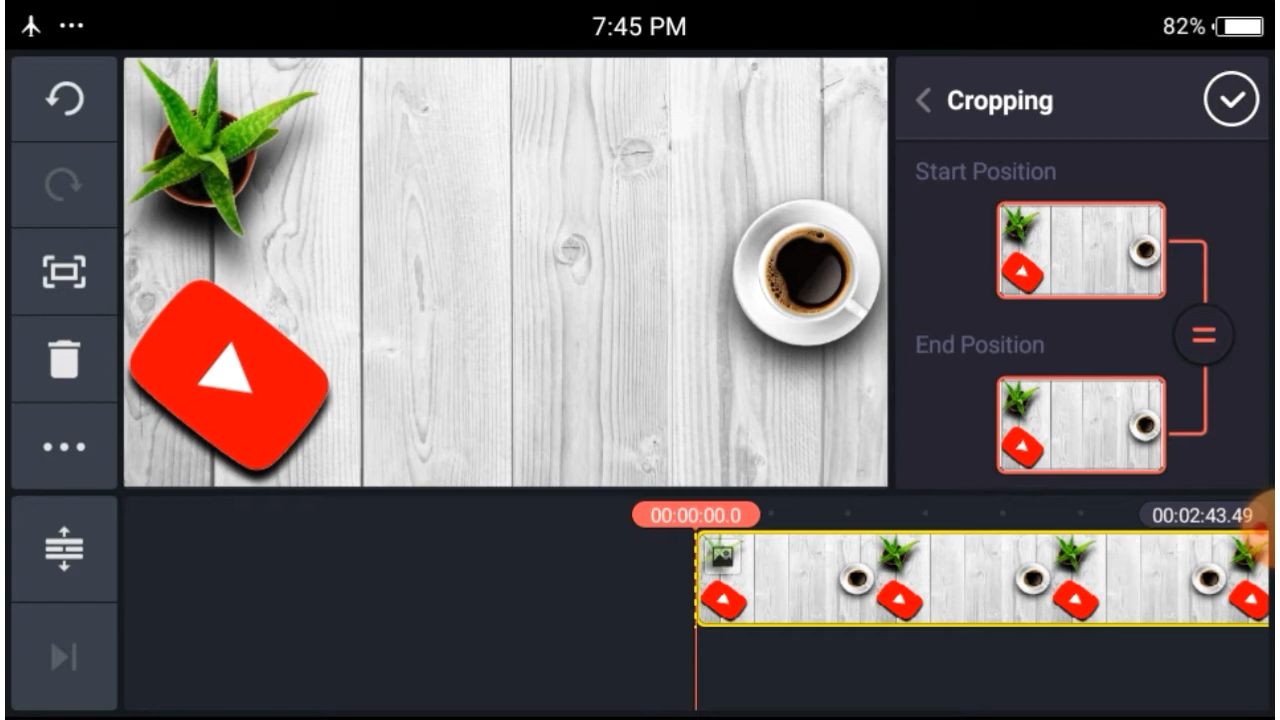 7:45 PM
82%
Cropping
Start Position
End Position
00:00:00.0
00:02:43.49